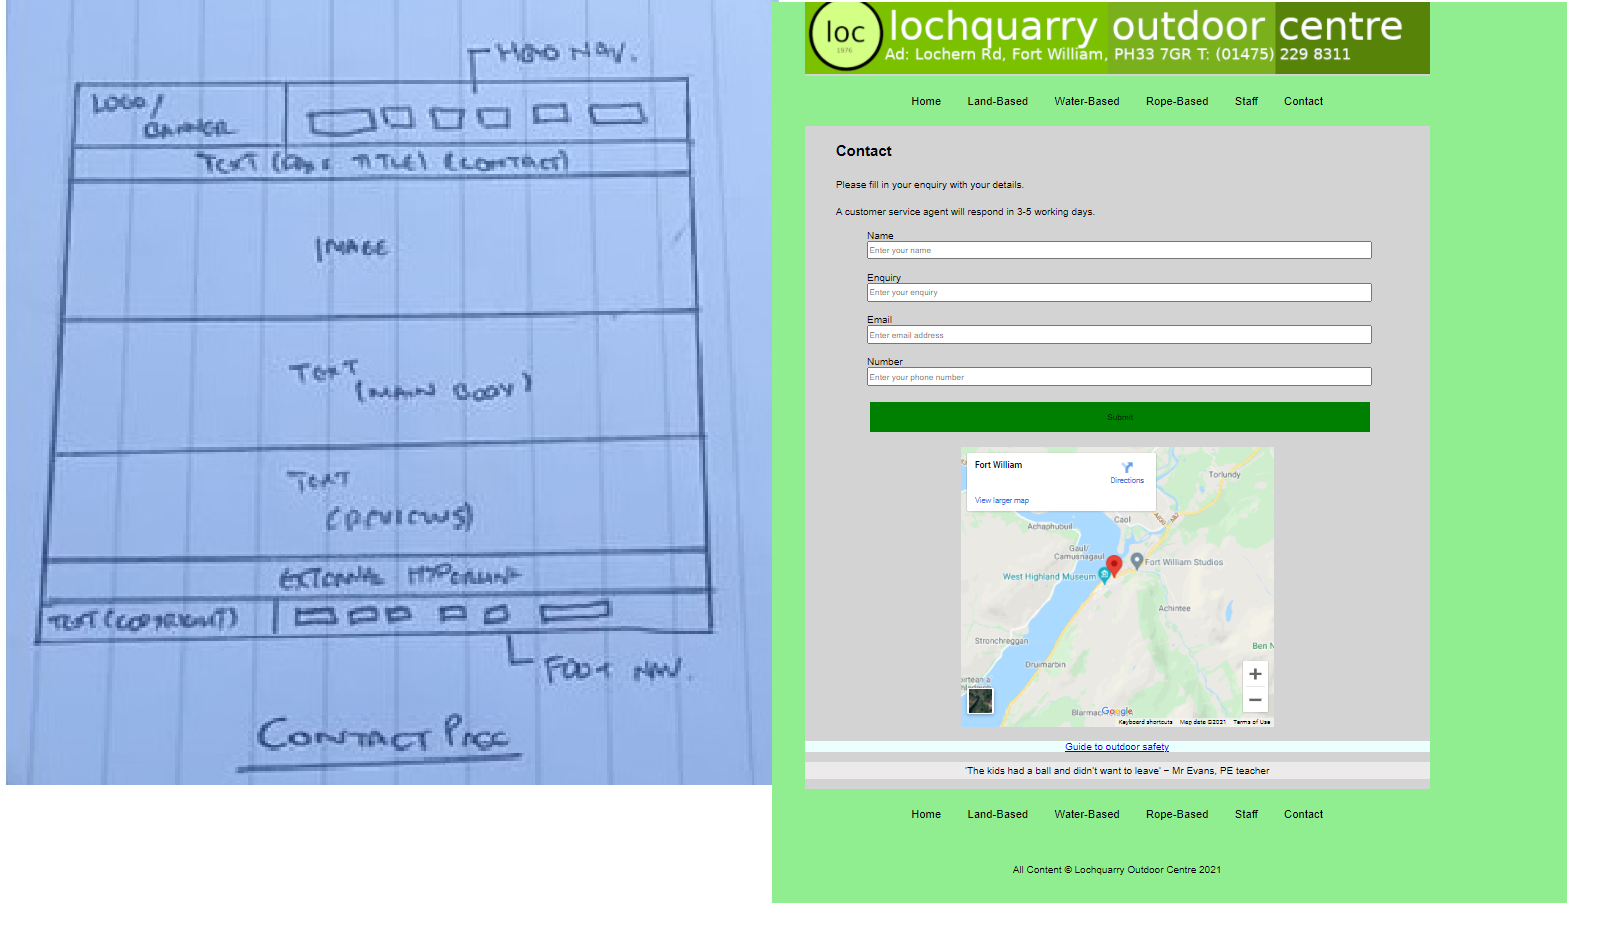 HEAD NAV.
LOGO/
BANNER
TEXT (PAGE TITLE) (CONTACT)
IMAGE
TEXT
(MAIN BODY)
TEXT
(REVIEWS)
EXTERNAL HYPERLINK
TEXT (COPYRIGHT)
FOOT NAV.
CONTACT PAGE
loc
1976
lochquarry outdoor centre
Ad: Lochern Rd, Fort William, PH33 7GR T: (01475) 229 8311
Home Land-Based Water-Based Rope-Based Staff Contact
Contact
Please fill in your enquiry with your details.
A customer service agent will respond in 3-5 working days.
Name
Enter your name
Enquiry
Enter your enquiry
Email
Enter email address
Number
Enter your phone number
Submit
Fort William
Directions
View larger map
Torlundy
A830
A82
Caol
Achaphubuil
Gaul/
Camusnagaul
Fort William Studios
West Highland Museum
Achintee
Stronchreggan
Ben N
Druimarbin
Blarmac
Google
Keyboard shortcuts Map data ©2021 Terms of Use
Guide to outdoor safety
'The kids had a ball and didn't want to leave' – Mr Evans, PE teacher
Home Land-Based Water-Based Rope-Based Staff Contact
All Content © Lochquarry Outdoor Centre 2021